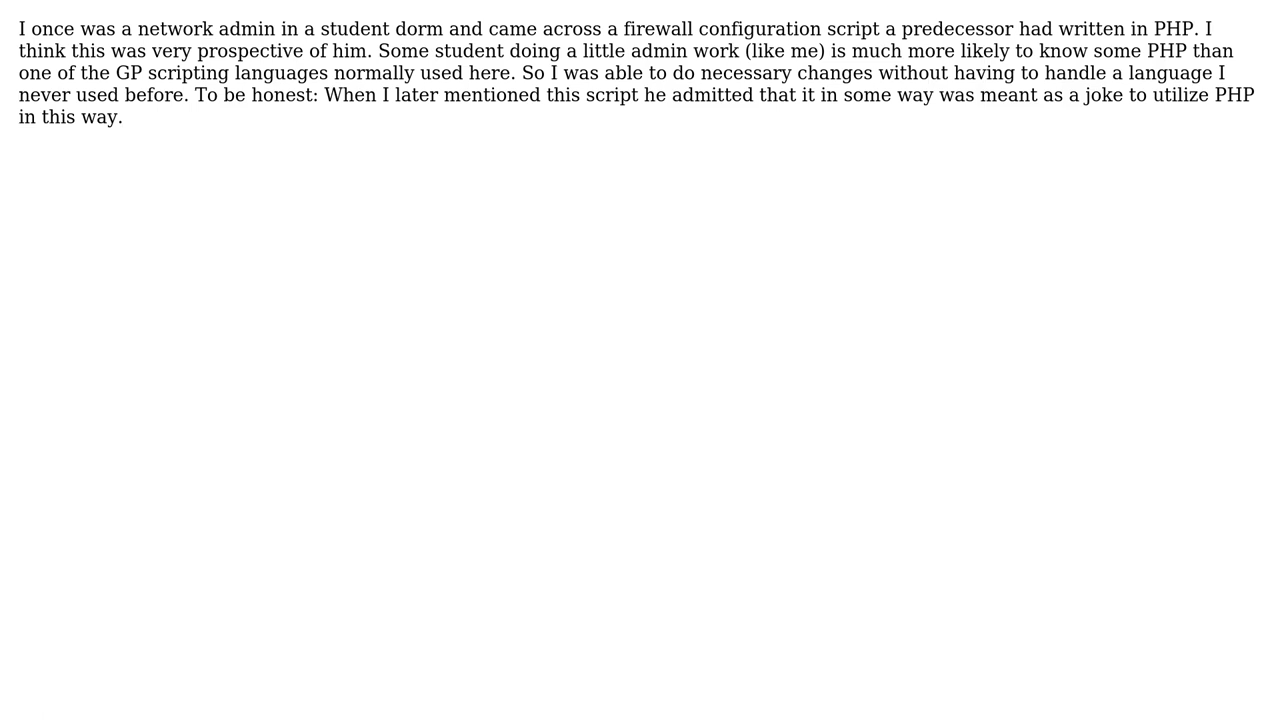 I once was a network admin in a student dorm and came across a firewall configuration script a predecessor had written in PHP. I
think this was very prospective of him. Some student doing a little admin work (like me) is much more likely to know some PHP than
one of the GP scripting languages normally used here. So I was able to do necessary changes without having to handle a language I
never used before. To be honest: When I later mentioned this script he admitted that it in some way was meant as a joke to utilize PHP
in this way.